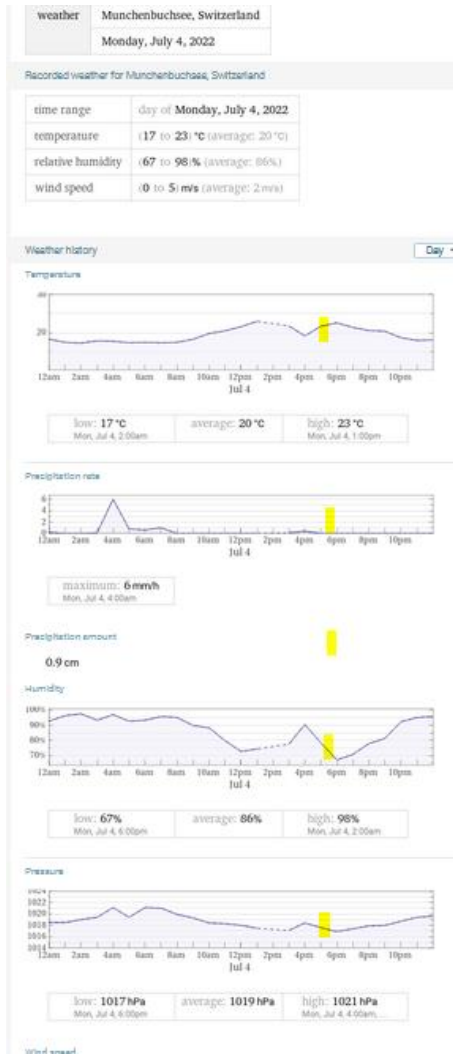 weather Munchenbuchsee, Switzerland
Monday, July 4, 2022
Recorded weather for Munchenbuchsee, Switzerland
time range day of Monday, July 4, 2022
temperature (17 to 23) °C (average: 20 °C)
relative humidity (67 to 98)% (average: 86%)
wind speed (0 to 5) m/s (average: 2 m/s)
Weather history Day
Temperature
40
20
12am 2am 4am 6am 8am 10am 12pm 2pm 4pm 6pm 8pm 10pm
Jul 4
low: 17 °C average: 20 °C high: 23 °C
Mon, Jul 4, 2:00am Mon, Jul 4, 1:00pm
Precipitation rate
6
4
2
0
12am 2am 4am 6am 8am 10am 12pm 2pm 4pm 6pm 8pm 10pm
Jul 4
maximum: 6 mm/h
Mon, Jul 4, 4:00am
Precipitation amount
0.9 cm
Humidity
100%
90%
80%
70%
12am 2am 4am 6am 8am 10am 12pm 2pm 4pm 6pm 8pm 10pm
Jul 4
low: 67% average: 86% high: 98%
Mon, Jul 4, 6:00pm Mon, Jul 4, 2:00am
Pressure
1024
1022
1020
1018
1016
1014
12am 2am 4am 6am 8am 10am 12pm 2pm 4pm 6pm 8pm 10pm
Jul 4
low: 1017 hPa average: 1019 hPa high: 1021 hPa
Mon, Jul 4, 6:00pm Mon, Jul 4, 4:00am, ...
Wind speed